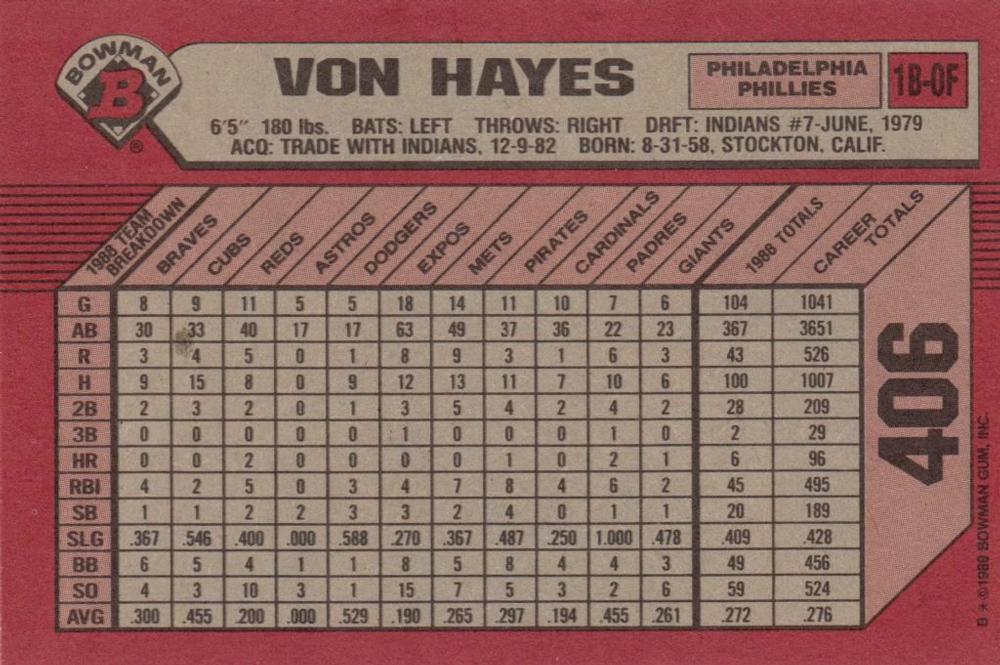 BOWMAN
B
®
VON HAYES
PHILADELPHIA
PHILLIES
1B-OF
6'5" 180 lbs. BATS: LEFT THROWS: RIGHT DRFT: INDIANS #7-JUNE, 1979
ACQ: TRADE WITH INDIANS, 12-9-82 BORN: 8-31-58, STOCKTON, CALIF.
1988 TEAM BREAKDOWN BRAVES CUBS REDS ASTROS DODGERS EXPOS METS PIRATES CARDINALS PADRES GIANTS 1988 TOTALS CAREER TOTALS
G 8 9 11 5 5 18 14 11 10 7 6 104 1041
AB 30 33 40 17 17 63 49 37 36 22 23 367 3651
R 3 4 5 0 1 8 9 3 1 6 3 43 526
H 9 15 8 0 9 12 13 11 7 10 6 100 1007
2B 2 3 2 0 1 3 5 4 2 4 2 28 209
3B 0 0 0 0 0 1 0 0 0 1 0 2 29
HR 0 0 2 0 0 0 0 1 0 2 1 6 96
RBI 4 2 5 0 3 4 7 8 4 6 2 45 495
SB 1 1 2 2 3 3 2 4 0 1 1 20 189
SLG .367 .546 .400 .000 .588 .270 .367 .487 .250 1.000 .478 .409 .428
BB 6 5 4 1 1 8 5 8 4 4 3 49 456
SO 4 3 10 3 1 15 7 5 3 2 6 59 524
AVG .300 .455 .200 .000 .529 .190 .265 .297 .194 .455 .261 .272 .276
406
B * © 1989 BOWMAN GUM, INC.